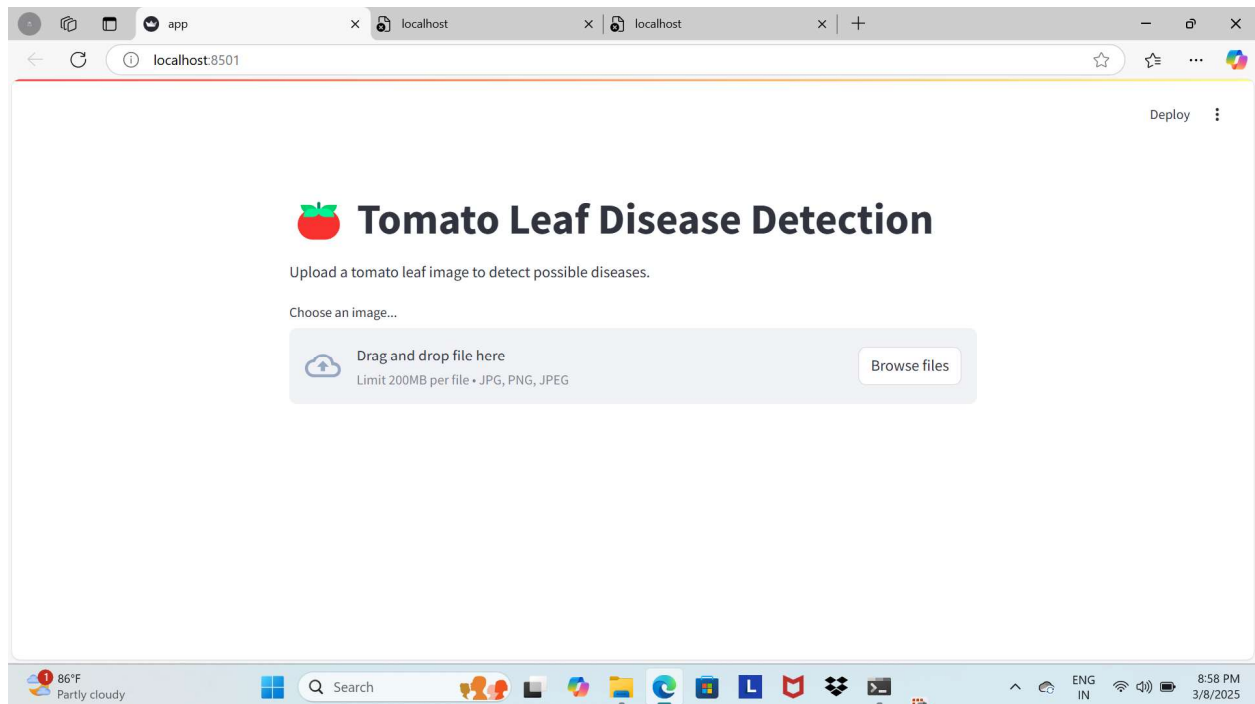 app
localhost
localhost
localhost:8501
Deploy
Tomato Leaf Disease Detection
Upload a tomato leaf image to detect possible diseases.
Choose an image...
Drag and drop file here
Limit 200MB per file • JPG, PNG, JPEG
Browse files
1
86°F
Partly cloudy
Search
L
ENG
IN
8:58 PM
3/8/2025